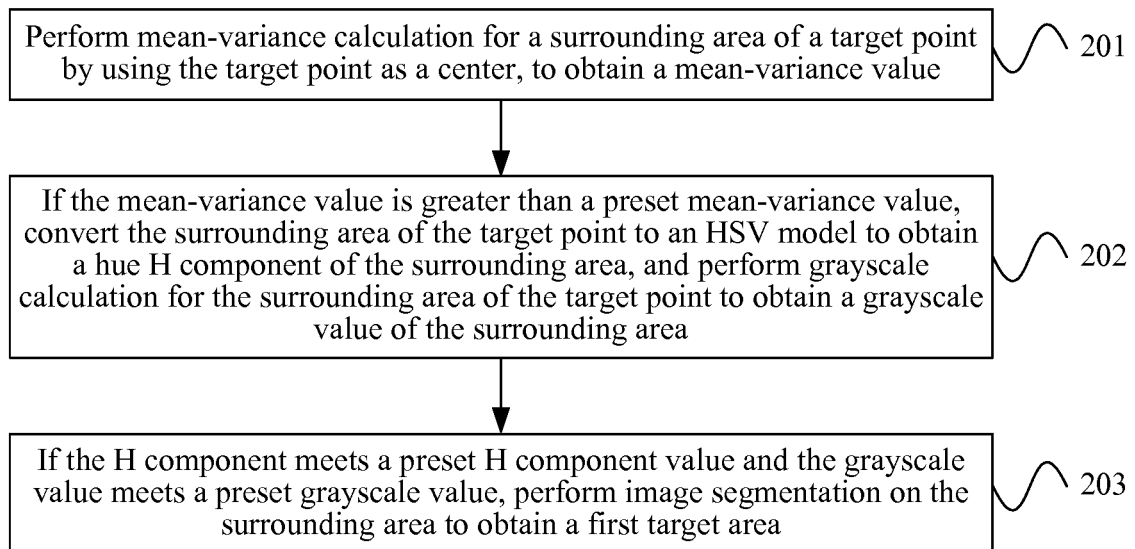 Perform mean-variance calculation for a surrounding area of a target point
by using the target point as a center, to obtain a mean-variance value
201
If the mean-variance value is greater than a preset mean-variance value,
convert the surrounding area of the target point to an HSV model to obtain
a hue H component of the surrounding area, and perform grayscale
calculation for the surrounding area of the target point to obtain a grayscale
value of the surrounding area
202
If the H component meets a preset H component value and the grayscale
value meets a preset grayscale value, perform image segmentation on the
surrounding area to obtain a first target area
203